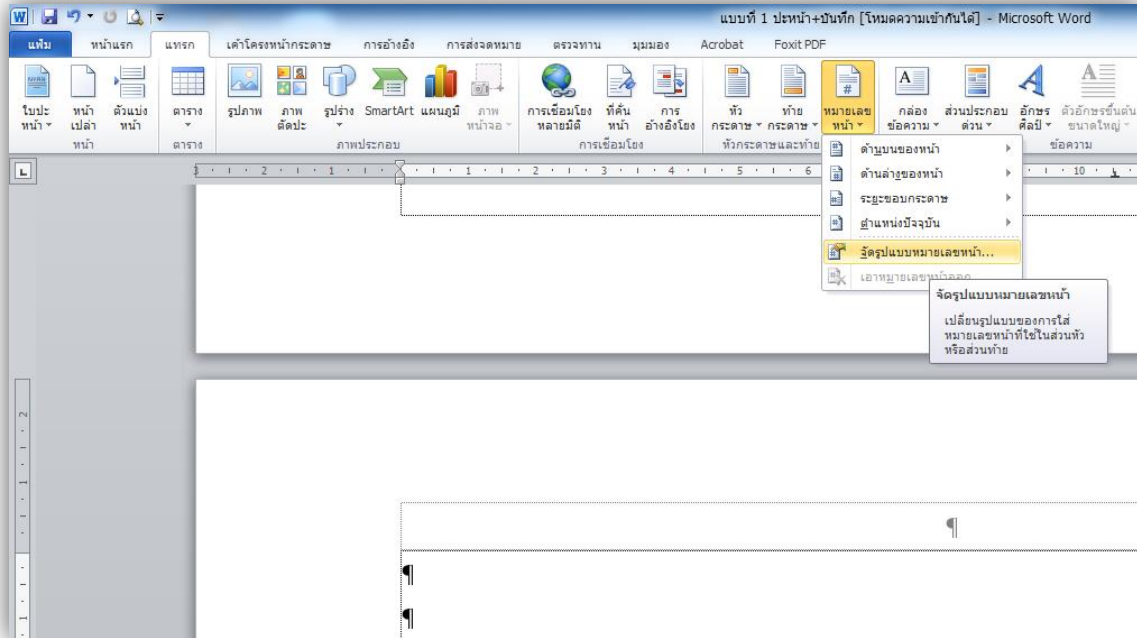 แบบที่ 1 ปะหน้า+บันทึก [โหมดความเข้ากันได้] - Microsoft Word
แฟ้ม หน้าแรก แทรก เค้าโครงหน้ากระดาษ การอ้างอิง การส่งจดหมาย ตรวจทาน มุมมอง Acrobat Foxit PDF
ใบปะ หน้า ตัวแบ่ง ตาราง รูปภาพ ภาพ รูปร่าง SmartArt แผนภูมิ ภาพ การเชื่อมโยง ที่คั่น การ หัว ท้าย หมายเลข กล่อง ส่วนประกอบ อักษร ตัวอักษรขึ้นต้น
หน้า เปล่า หน้า ตัดปะ หน้าจอ หลายมิติ หน้า อ้างอิงโยง กระดาษ กระดาษ หน้า ข้อความ ด่วน ศิลป์ ขนาดใหญ่
หน้า ตาราง ภาพประกอบ การเชื่อมโยง หัวกระดาษและท้าย ข้อความ
3 2 1 1 2 3 4 5 6 10
ด้านบนของหน้า
ด้านล่างของหน้า
ระยะขอบกระดาษ
ตำแหน่งปัจจุบัน
จัดรูปแบบหมายเลขหน้า...
เอาหมายเลขหน้าออก
จัดรูปแบบหมายเลขหน้า
เปลี่ยนรูปแบบของการใส่
หมายเลขหน้าที่ใช้ในส่วนหัว
หรือส่วนท้าย
2
1
1
¶
¶
¶